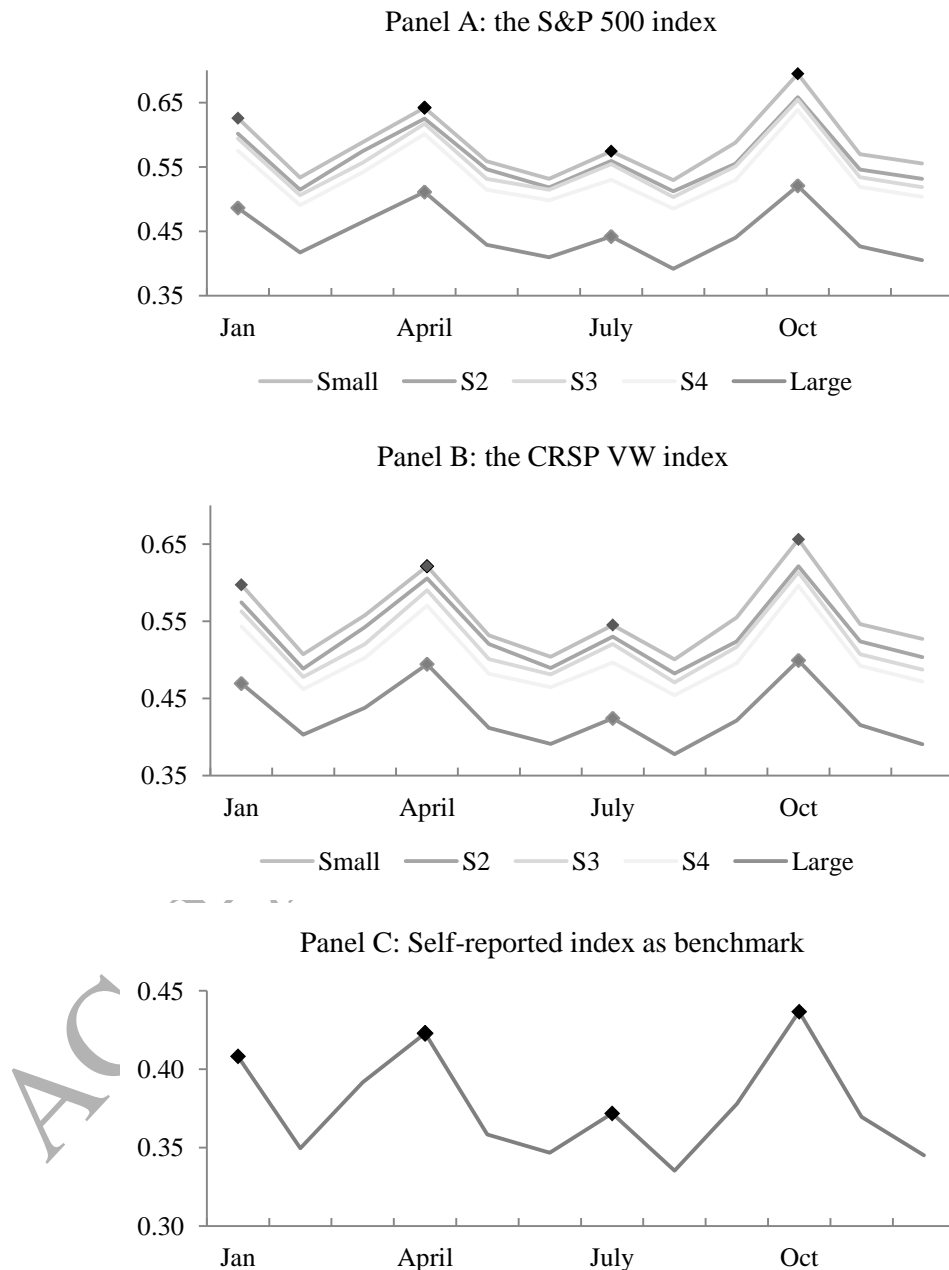 Panel A: the S&P 500 index
0.65
0.55
0.45
0.35
Jan April July Oct
Small S2 S3 S4 Large
Panel B: the CRSP VW index
0.65
0.55
0.45
0.35
Jan April July Oct
Small S2 S3 S4 Large
Panel C: Self-reported index as benchmark
0.45
0.40
0.35
0.30
Jan April July Oct
AC